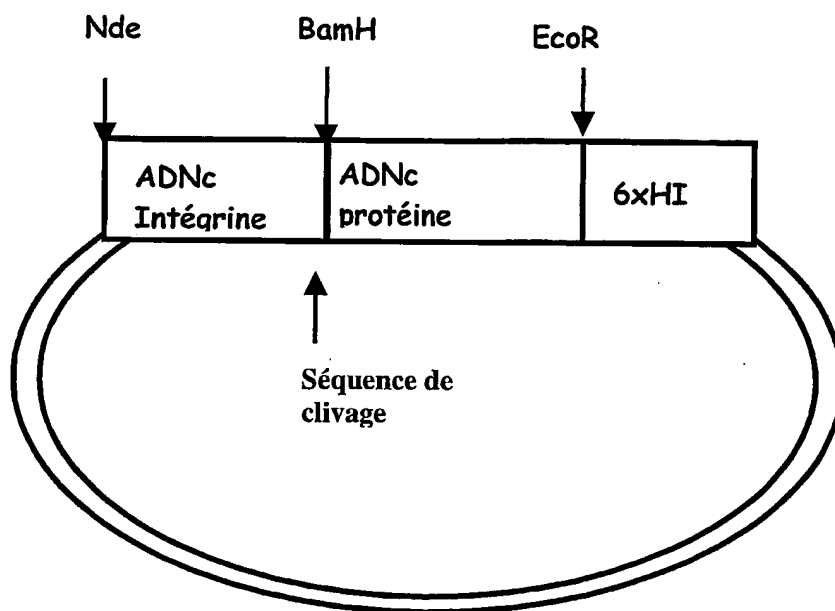 Nde
BamH
EcoR
ADNc
Intégrine
ADNc
protéine
6xHI
Séquence de
clivage